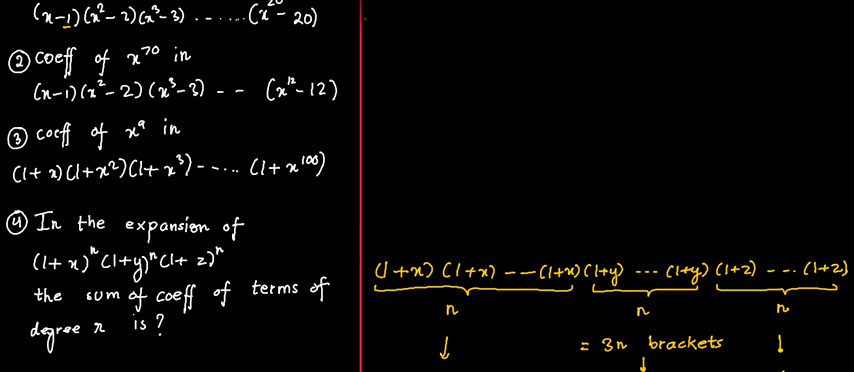 (x-1)(x²-2)(x³-3) ....... (x²⁰- 20)
② coeff of x⁷⁰ in
(x-1)(x²-2)(x³-3) - - (x¹²-12)
③ coeff of x⁹ in
(1+x)(1+x²)(1+x³)-..... (1+x¹⁰⁰)
④ In the expansion of
(1+x)ⁿ(1+y)ⁿ(1+z)ⁿ
the sum of coeff of terms of
degree r is ?
(1+x) (1+x) ---(1+x)(1+y) ... (1+y) (1+z) -... (1+z)
n n n
= 3n brackets